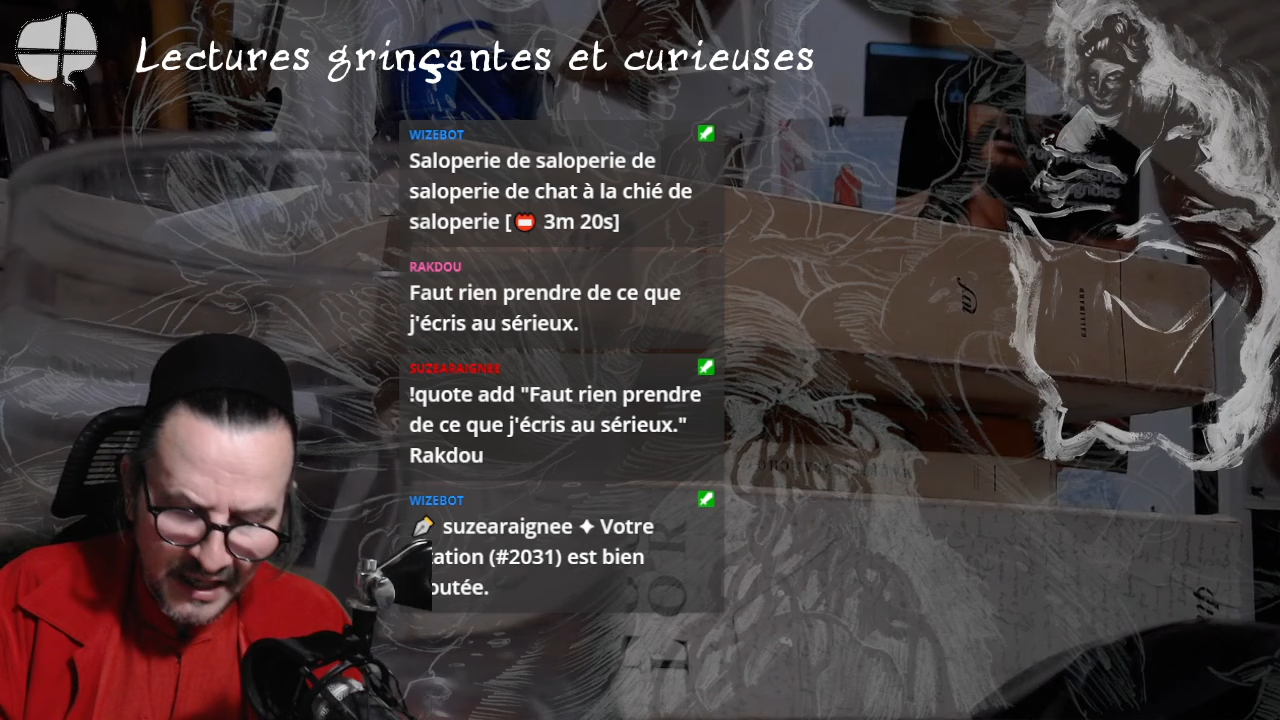 Lectures grinçantes et curieuses
WIZEBOT
Saloperie de saloperie de
saloperie de chat à la chié de
saloperie [📛 3m 20s]
RAKDOU
Faut rien prendre de ce que
j'écris au sérieux.
SUZEARAIGNEE
!quote add "Faut rien prendre
de ce que j'écris au sérieux."
Rakdou
WIZEBOT
suzearaignee ✦ Votre
(#2031) est bien